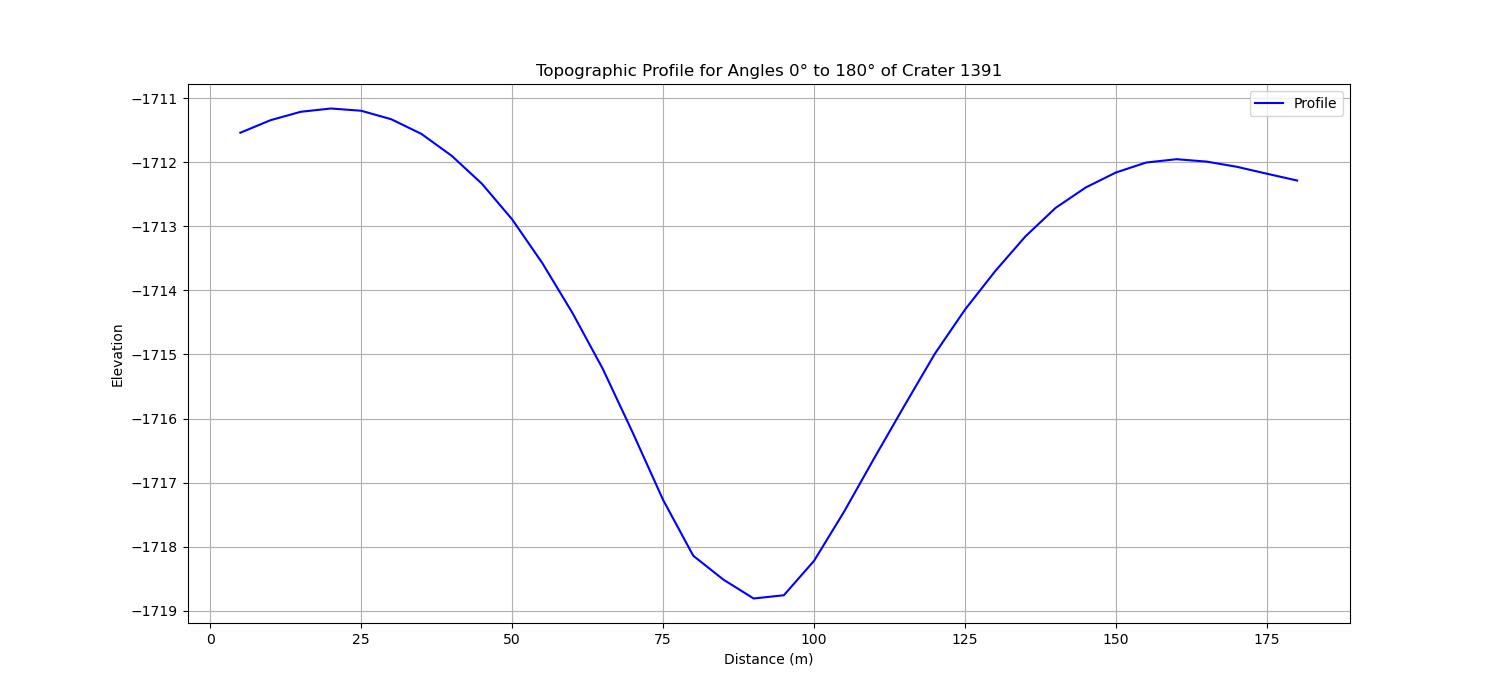 Topographic Profile for Angles 0° to 180° of Crater 1391
Profile
−1711
−1712
−1713
−1714
−1715
−1716
−1717
−1718
−1719
Elevation
0 25 50 75 100 125 150 175
Distance (m)